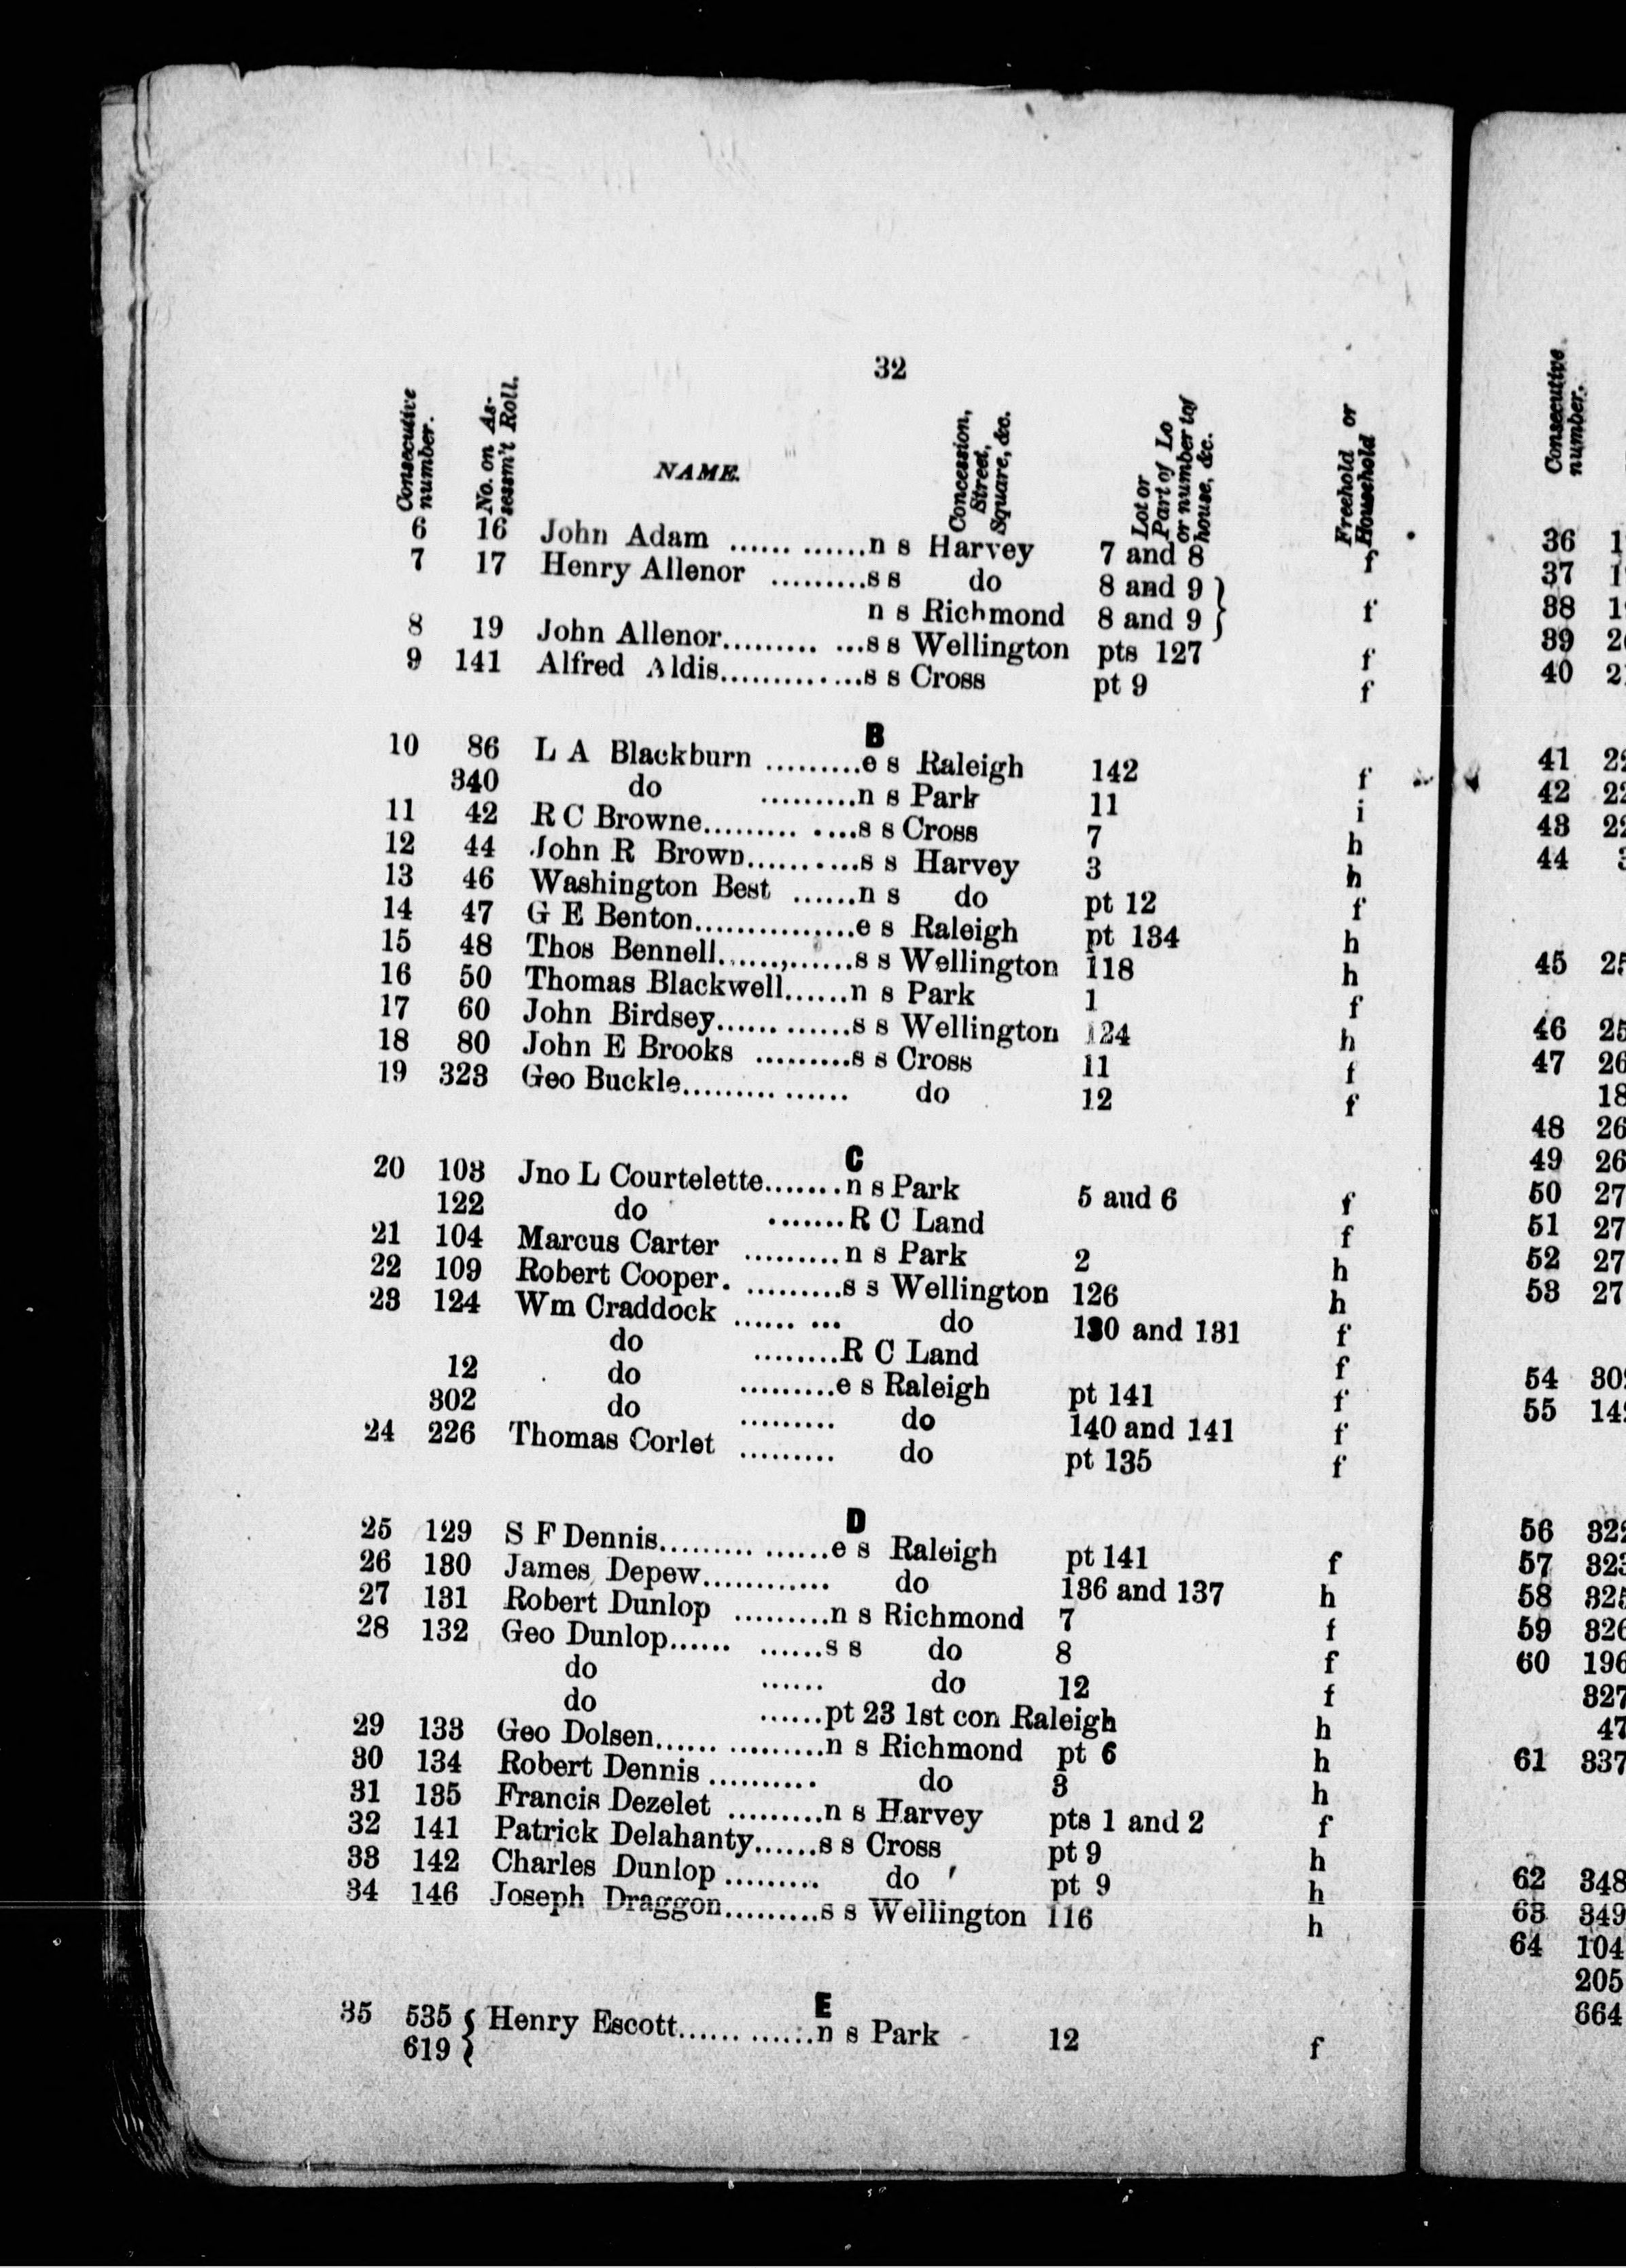 32
Consecutive number.
No. on As-sessm't Roll.
NAME.
Concession, Street, Square, &c.
Lot or Part of Lo or number tof house, &c.
Freehold or Household
6 16 John Adam ...... ......n s Harvey 7 and 8 f
7 17 Henry Allenor .........s s do 8 and 9 }
n s Richmond 8 and 9 } f
8 19 John Allenor......... ...s s Wellington pts 127 f
9 141 Alfred Aldis..............s s Cross pt 9 f
B
10 86 L A Blackburn .........e s Raleigh 142 f
340 do .........n s Park 11 i
11 42 R C Browne......... ....s s Cross 7 h
12 44 John R Brown..........s s Harvey 3 h
13 46 Washington Best ......n s do pt 12 f
14 47 G E Benton...............e s Raleigh pt 134 h
15 48 Thos Bennell......,......s s Wellington 118 h
16 50 Thomas Blackwell......n s Park 1 f
17 60 John Birdsey...... ......s s Wellington 124 h
18 80 John E Brooks .........s s Cross 11 f
19 323 Geo Buckle......... ...... do 12 f
C
20 103 Jno L Courtelette.......n s Park 5 aud 6 f
122 do .......R C Land f
21 104 Marcus Carter .........n s Park 2 h
22 109 Robert Cooper. .........s s Wellington 126 h
23 124 Wm Craddock ...... ... do 130 and 131 f
do ........R C Land f
12 do .........e s Raleigh pt 141 f
302 do ......... do 140 and 141 f
24 226 Thomas Corlet ......... do pt 135 f
D
25 129 S F Dennis......... ......e s Raleigh pt 141 f
26 130 James Depew............ do 136 and 137 h
27 131 Robert Dunlop .........n s Richmond 7 f
28 132 Geo Dunlop...... ......s s do 8 f
do ...... do 12 f
do ......pt 23 1st con Raleigh h
29 133 Geo Dolsen...... .........n s Richmond pt 6 h
30 134 Robert Dennis .......... do 3 h
31 135 Francis Dezelet .........n s Harvey pts 1 and 2 f
32 141 Patrick Delahanty......s s Cross pt 9 h
33 142 Charles Dunlop ......... do pt 9 h
34 146 Joseph Draggon.........s s Wellington 116 h
E
35 535 { Henry Escott...... ......n s Park 12 f
619 {
Consecutive number.
36
37
38
39
40
41
42
43
44
45
46
47
48
49
50
51
52
53
54
55
56
57
58
59
60 196
327
47
61 337
62 348
63 349
64 104
205
664